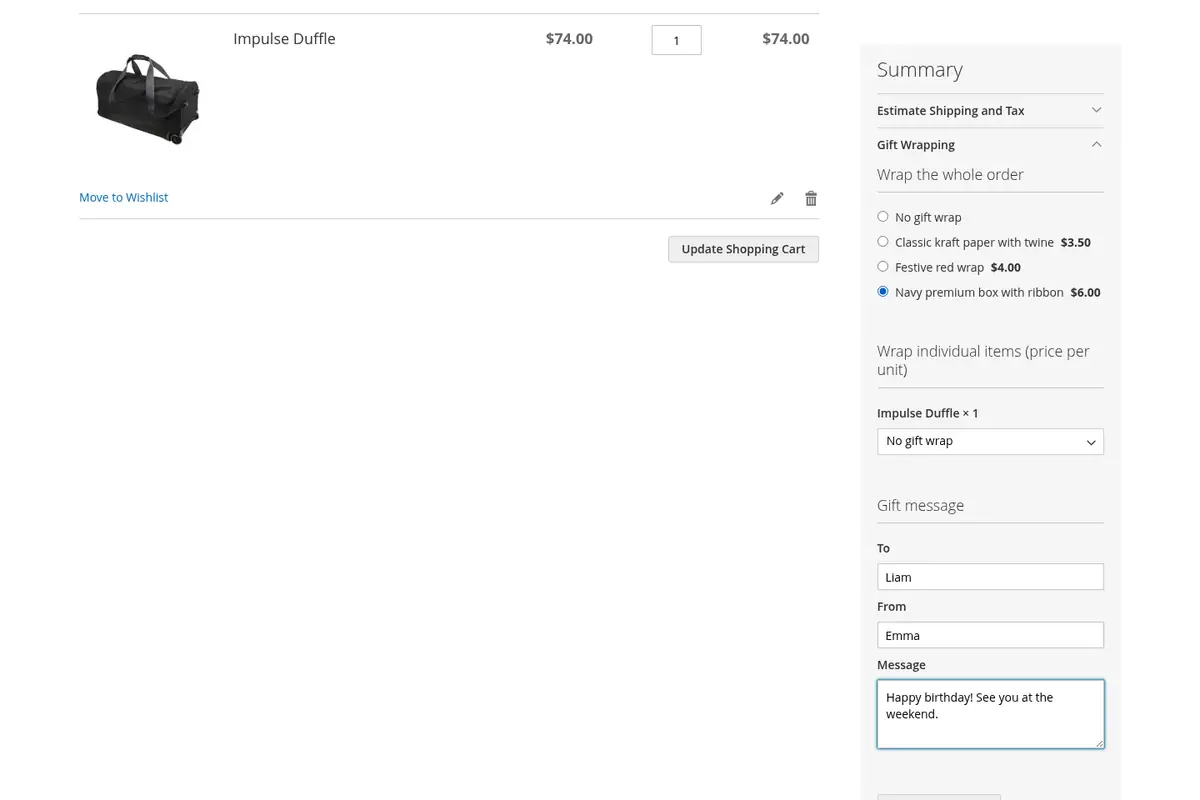 Impulse Duffle $74.00 1 $74.00
Move to Wishlist
Update Shopping Cart
Summary
Estimate Shipping and Tax
Gift Wrapping
Wrap the whole order
No gift wrap
Classic kraft paper with twine $3.50
Festive red wrap $4.00
Navy premium box with ribbon $6.00
Wrap individual items (price per
unit)
Impulse Duffle × 1
No gift wrap
Gift message
To
Liam
From
Emma
Message
Happy birthday! See you at the
weekend.